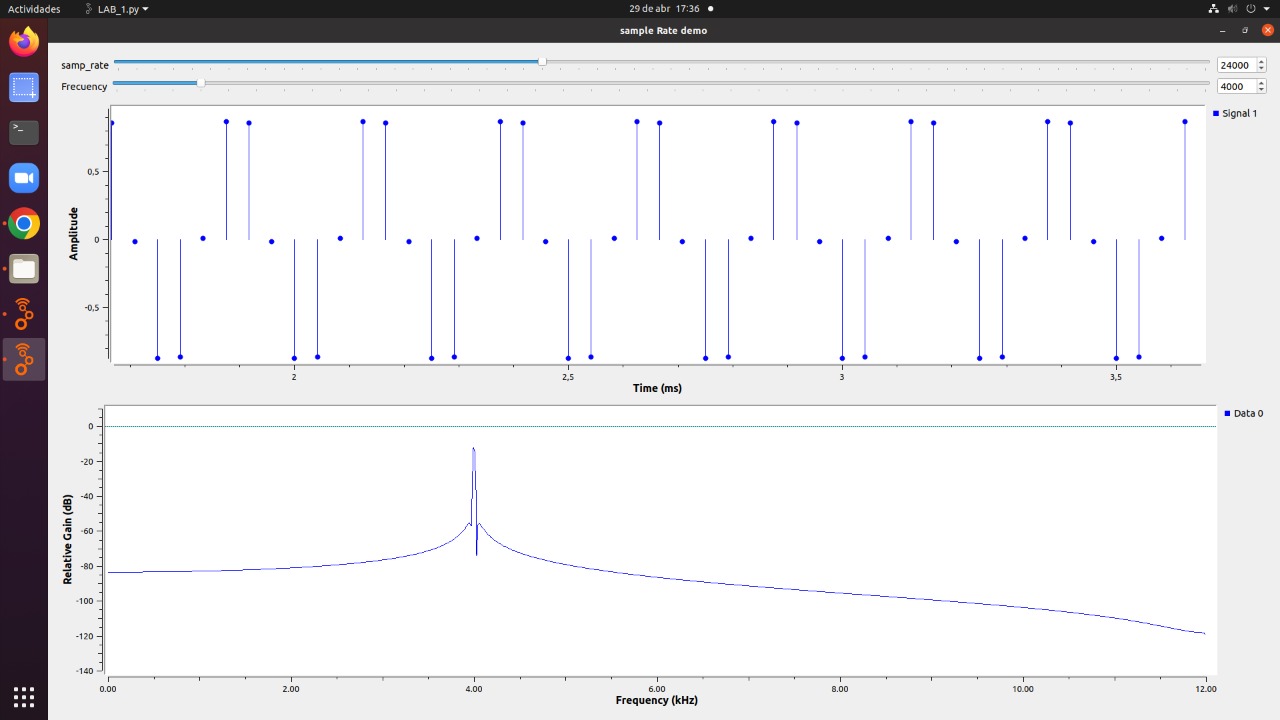 Actividades LAB_1.py 29 de abr 17:36
sample Rate demo
samp_rate 24000
Frecuency 4000
Signal 1
0,5
0
-0,5
Amplitude
2 2,5 3 3,5
Time (ms)
Data 0
0
-20
-40
-60
-80
-100
-120
-140
Relative Gain (dB)
0.00 2.00 4.00 6.00 8.00 10.00 12.00
Frequency (kHz)